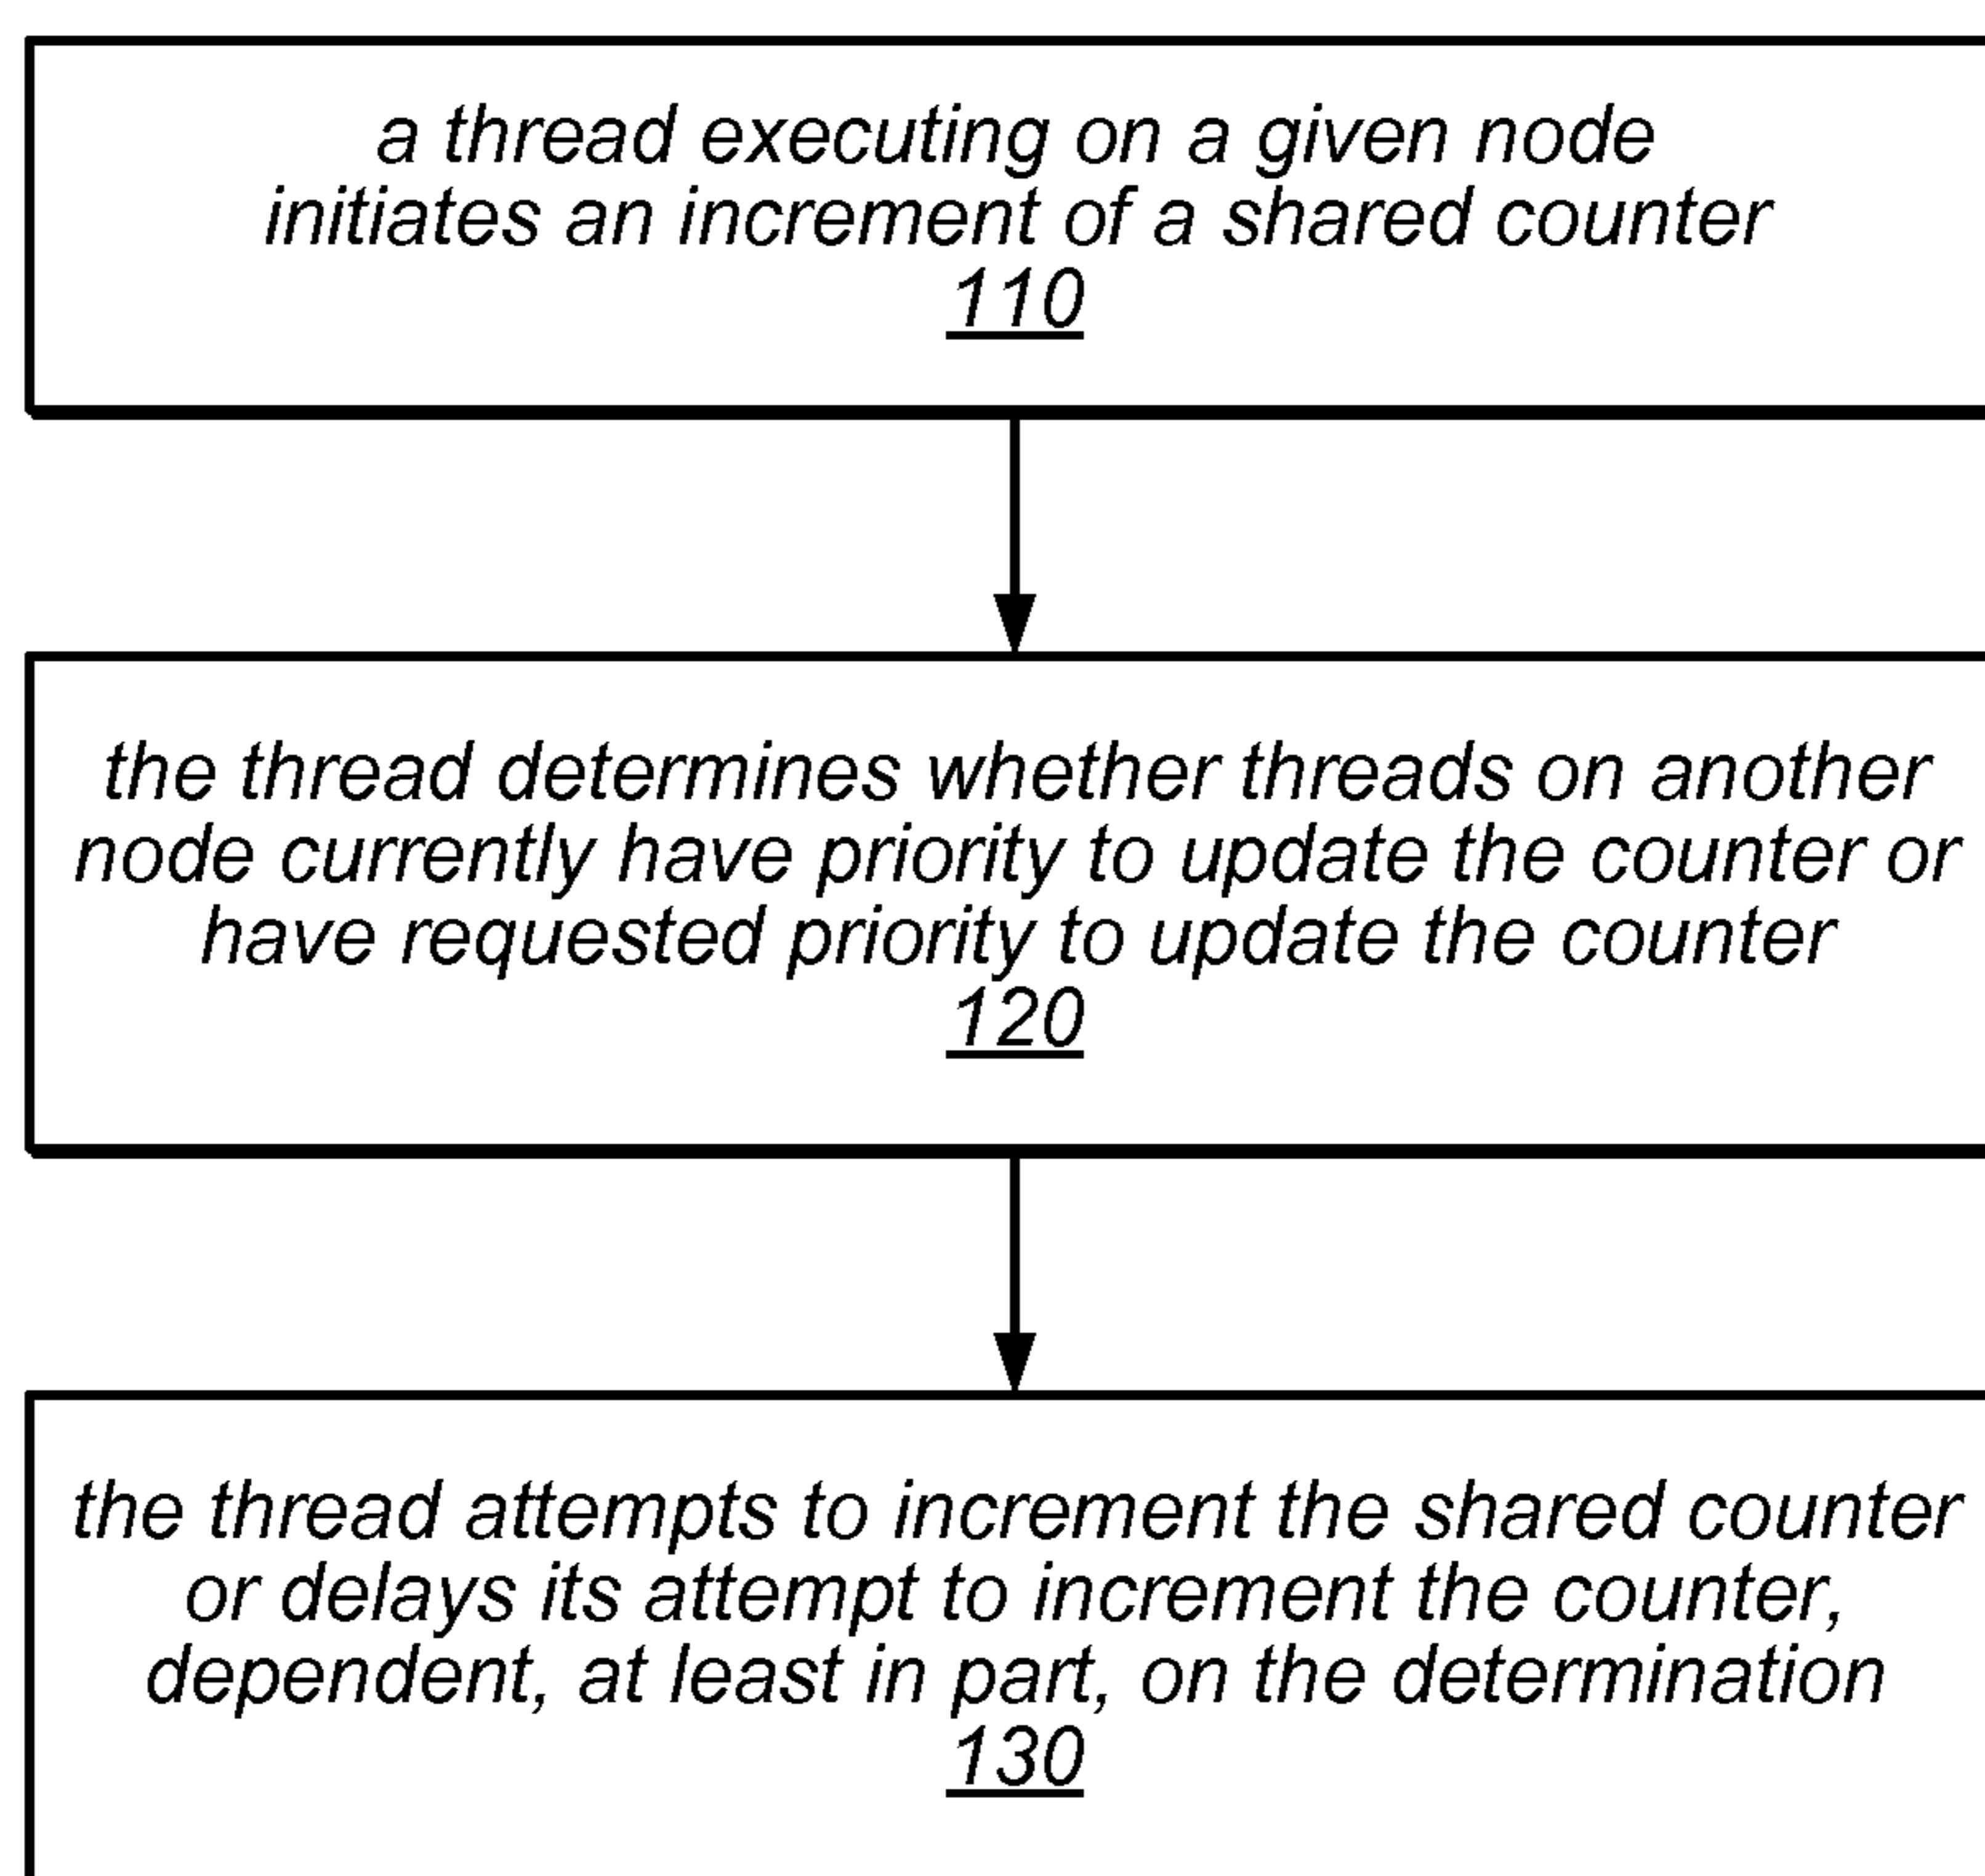 a thread executing on a given node
initiates an increment of a shared counter
110
the thread determines whether threads on another
node currently have priority to update the counter or
have requested priority to update the counter
120
the thread attempts to increment the shared counter
or delays its attempt to increment the counter,
dependent, at least in part, on the determination
130